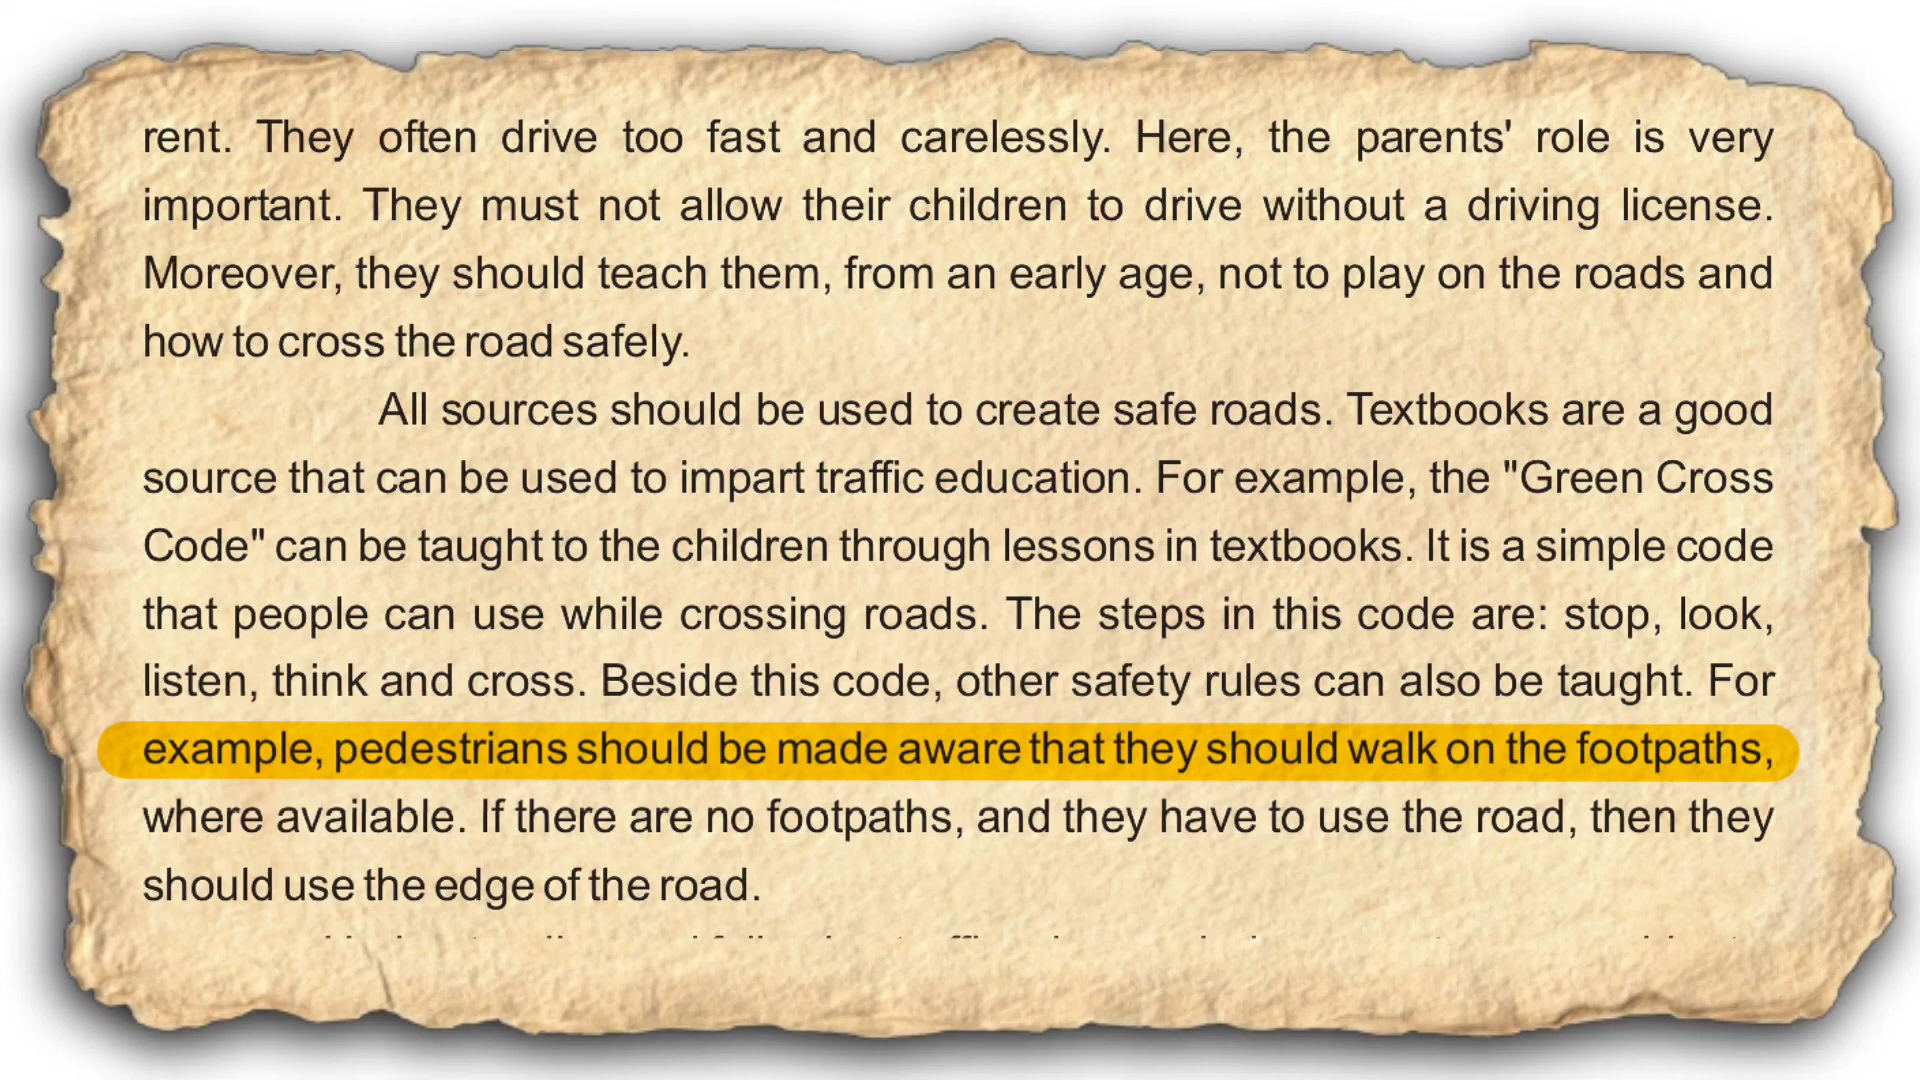 rent. They often drive too fast and carelessly. Here, the parents' role is very
important. They must not allow their children to drive without a driving license.
Moreover, they should teach them, from an early age, not to play on the roads and
how to cross the road safely.
All sources should be used to create safe roads. Textbooks are a good
source that can be used to impart traffic education. For example, the "Green Cross
Code" can be taught to the children through lessons in textbooks. It is a simple code
that people can use while crossing roads. The steps in this code are: stop, look,
listen, think and cross. Beside this code, other safety rules can also be taught. For
example, pedestrians should be made aware that they should walk on the footpaths,
where available. If there are no footpaths, and they have to use the road, then they
should use the edge of the road.